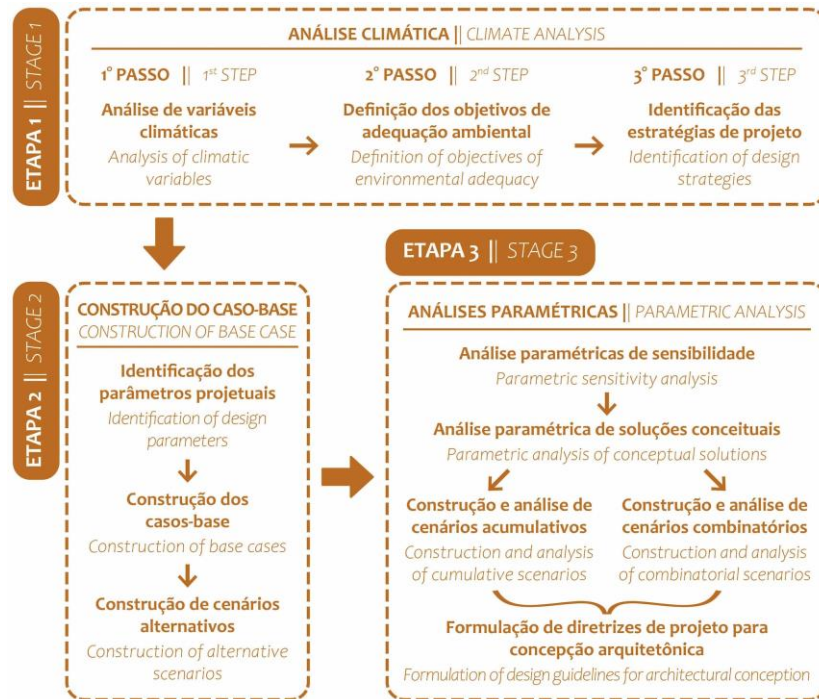 ETAPA 1 || STAGE 1
ANÁLISE CLIMÁTICA || CLIMATE ANALYSIS
1° PASSO || 1st STEP
Análise de variáveis
climáticas
Analysis of climatic
variables
2° PASSO || 2nd STEP
Definição dos objetivos de
adequação ambiental
Definition of objectives of
environmental adequacy
3° PASSO || 3rd STEP
Identificação das
estratégias de projeto
Identification of design
strategies
ETAPA 2 || STAGE 2
CONSTRUÇÃO DO CASO-BASE
CONSTRUCTION OF BASE CASE
Identificação dos
parâmetros projetuais
Identification of design
parameters
Construção dos
casos-base
Construction of base cases
Construção de cenários
alternativos
Construction of alternative
scenarios
ETAPA 3 || STAGE 3
ANÁLISES PARAMÉTRICAS || PARAMETRIC ANALYSIS
Análise paramétricas de sensibilidade
Parametric sensitivity analysis
Análise paramétrica de soluções conceituais
Parametric analysis of conceptual solutions
Construção e análise de
cenários acumulativos
Construction and analysis
of cumulative scenarios
Construção e análise de
cenários combinatórios
Construction and analysis
of combinatorial scenarios
Formulação de diretrizes de projeto para
concepção arquitetônica
Formulation of design guidelines for architectural conception